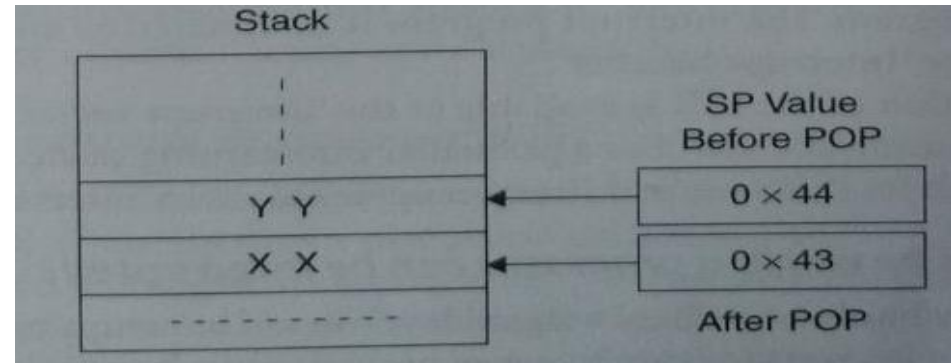 Stack
SP Value
Before POP
Y Y
0 × 44
X X
0 × 43
After POP